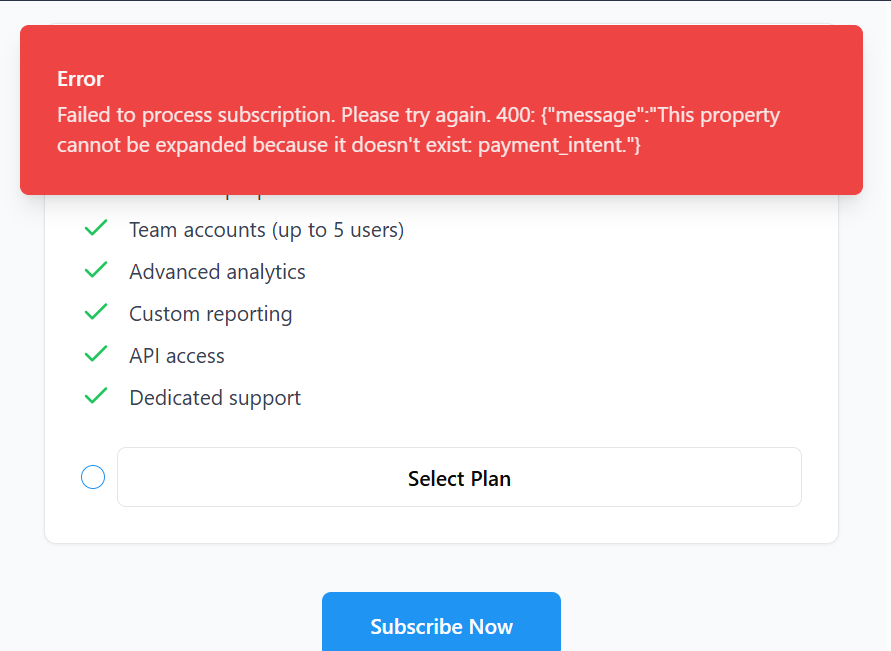 Error
Failed to process subscription. Please try again. 400: {"message":"This property
cannot be expanded because it doesn't exist: payment_intent."}
Team accounts (up to 5 users)
Advanced analytics
Custom reporting
API access
Dedicated support
Select Plan
Subscribe Now